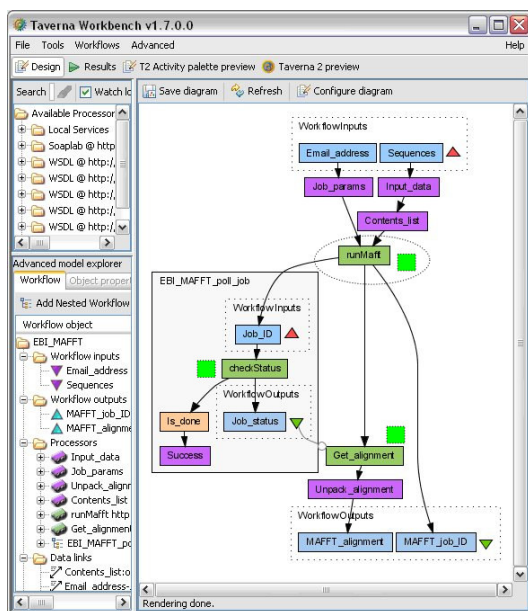 Taverna Workbench v1.7.0.0
File Tools Workflows Advanced Help
Design Results T2 Activity palette preview Taverna 2 preview
Search Watch lo
Available Processor
Local Services
Soaplab @ http
WSDL @ http:/
WSDL @ http:/
WSDL @ http:/
WSDL @ http:/
WSDL @ http:/
Advanced model explorer
Workflow Object propert
Add Nested Workflow
Workflow object
EBI_MAFFT
Workflow inputs
Email_address
Sequences
Workflow outputs
MAFFT_job_ID
MAFFT_alignme
Processors
Input_data
Job_params
Unpack_alignm
Contents_list
runMafft http
Get_alignment
EBI_MAFFT_po
Data links
Contents_list:o
Email_address-
Save diagram Refresh Configure diagram
WorkflowInputs
Email_address Sequences
Job_params Input_data
Contents_list
runMafft
EBI_MAFFT_poll_job
WorkflowInputs
Job_ID
checkStatus
WorkflowOutputs
Is_done Job_status
Success Get_alignment
Unpack_alignment
WorkflowOutputs
MAFFT_alignment MAFFT_job_ID
Rendering done.